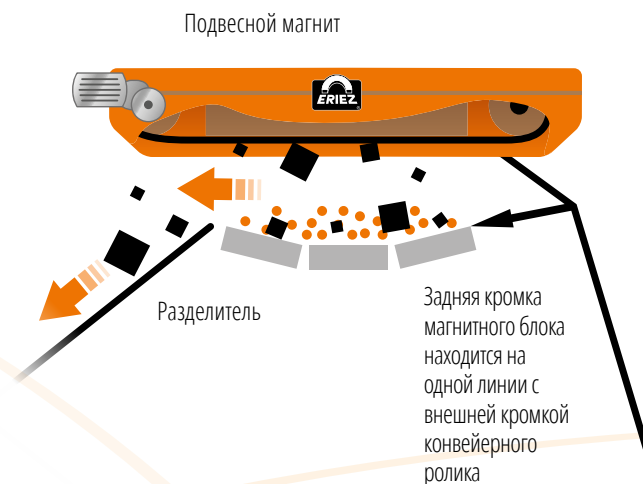 Подвесной магнит
ERIEZ
Разделитель
Задняя кромка
магнитного блока
находится на
одной линии с
внешней кромкой
конвейерного
ролика